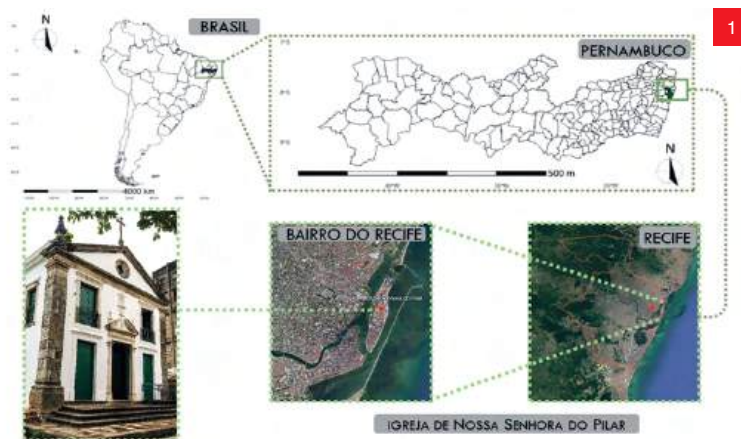 1
N
BRASIL
PERNAMBUCO
N
500 m
4000 km
BAIRRO DO RECIFE
RECIFE
IGREJA DE NOSSA SENHORA DO PILAR